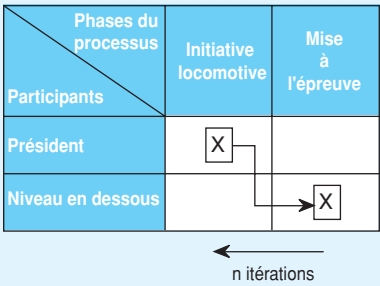 Phases du
processus
Participants
Initiative
locomotive
Mise
à
l'épreuve
Président
X
Niveau en dessous
X
n itérations